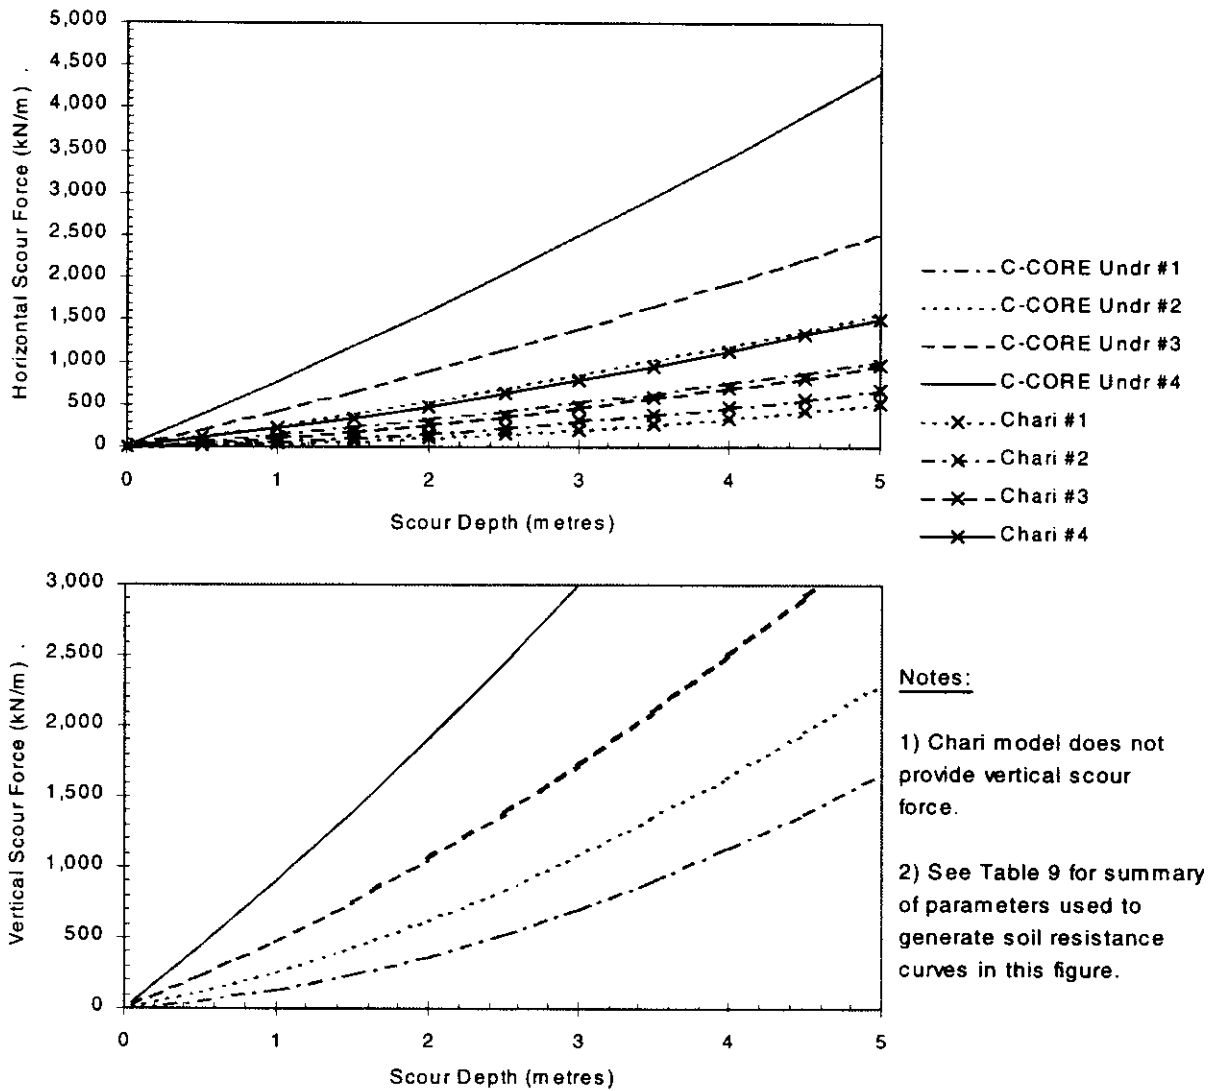 5,000
4,500
4,000
3,500
3,000
2,500
2,000
1,500
1,000
500
0
Horizontal Scour Force (kN/m) .
0 1 2 3 4 5
Scour Depth (metres)
C-CORE Undr #1
C-CORE Undr #2
C-CORE Undr #3
C-CORE Undr #4
Chari #1
Chari #2
Chari #3
Chari #4
3,000
2,500
2,000
1,500
1,000
500
0
Vertical Scour Force (kN/m) .
0 1 2 3 4 5
Scour Depth (metres)
Notes:
1) Chari model does not
provide vertical scour
force.
2) See Table 9 for summary
of parameters used to
generate soil resistance
curves in this figure.